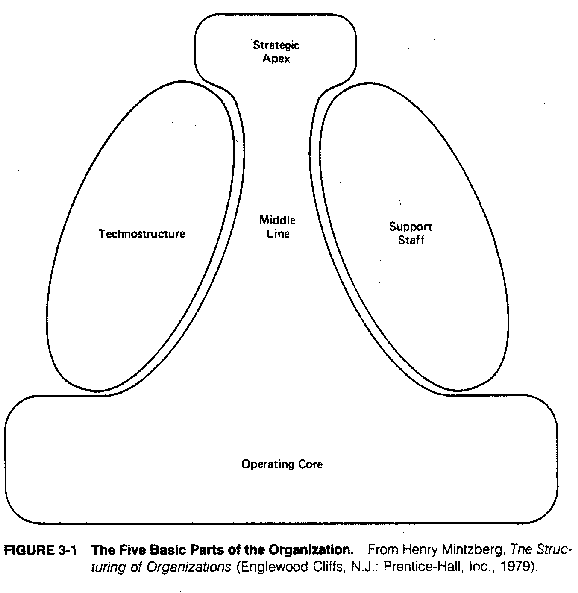 Strategic
Apex
Technostructure
Middle
Line
Support
Staff
Operating Core
FIGURE 3-1 The Five Basic Parts of the Organization. From Henry Mintzberg, The Struc-
turing of Organizations (Englewood Cliffs, N.J.: Prentice-Hall, Inc., 1979).